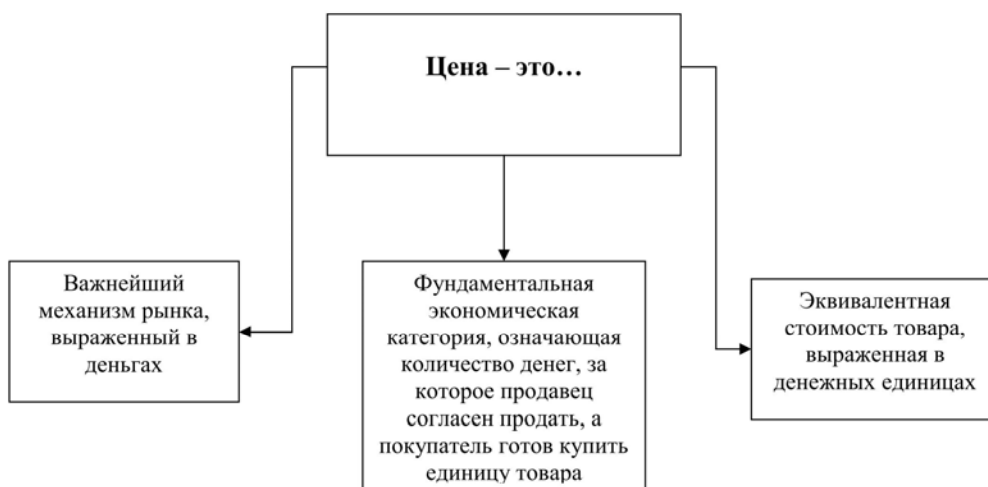 Цена – это…
Важнейший
механизм рынка,
выраженный в
деньгах
Фундаментальная
экономическая
категория, означающая
количество денег, за
которое продавец
согласен продать, а
покупатель готов купить
единицу товара
Эквивалентная
стоимость товара,
выраженная в
денежных единицах